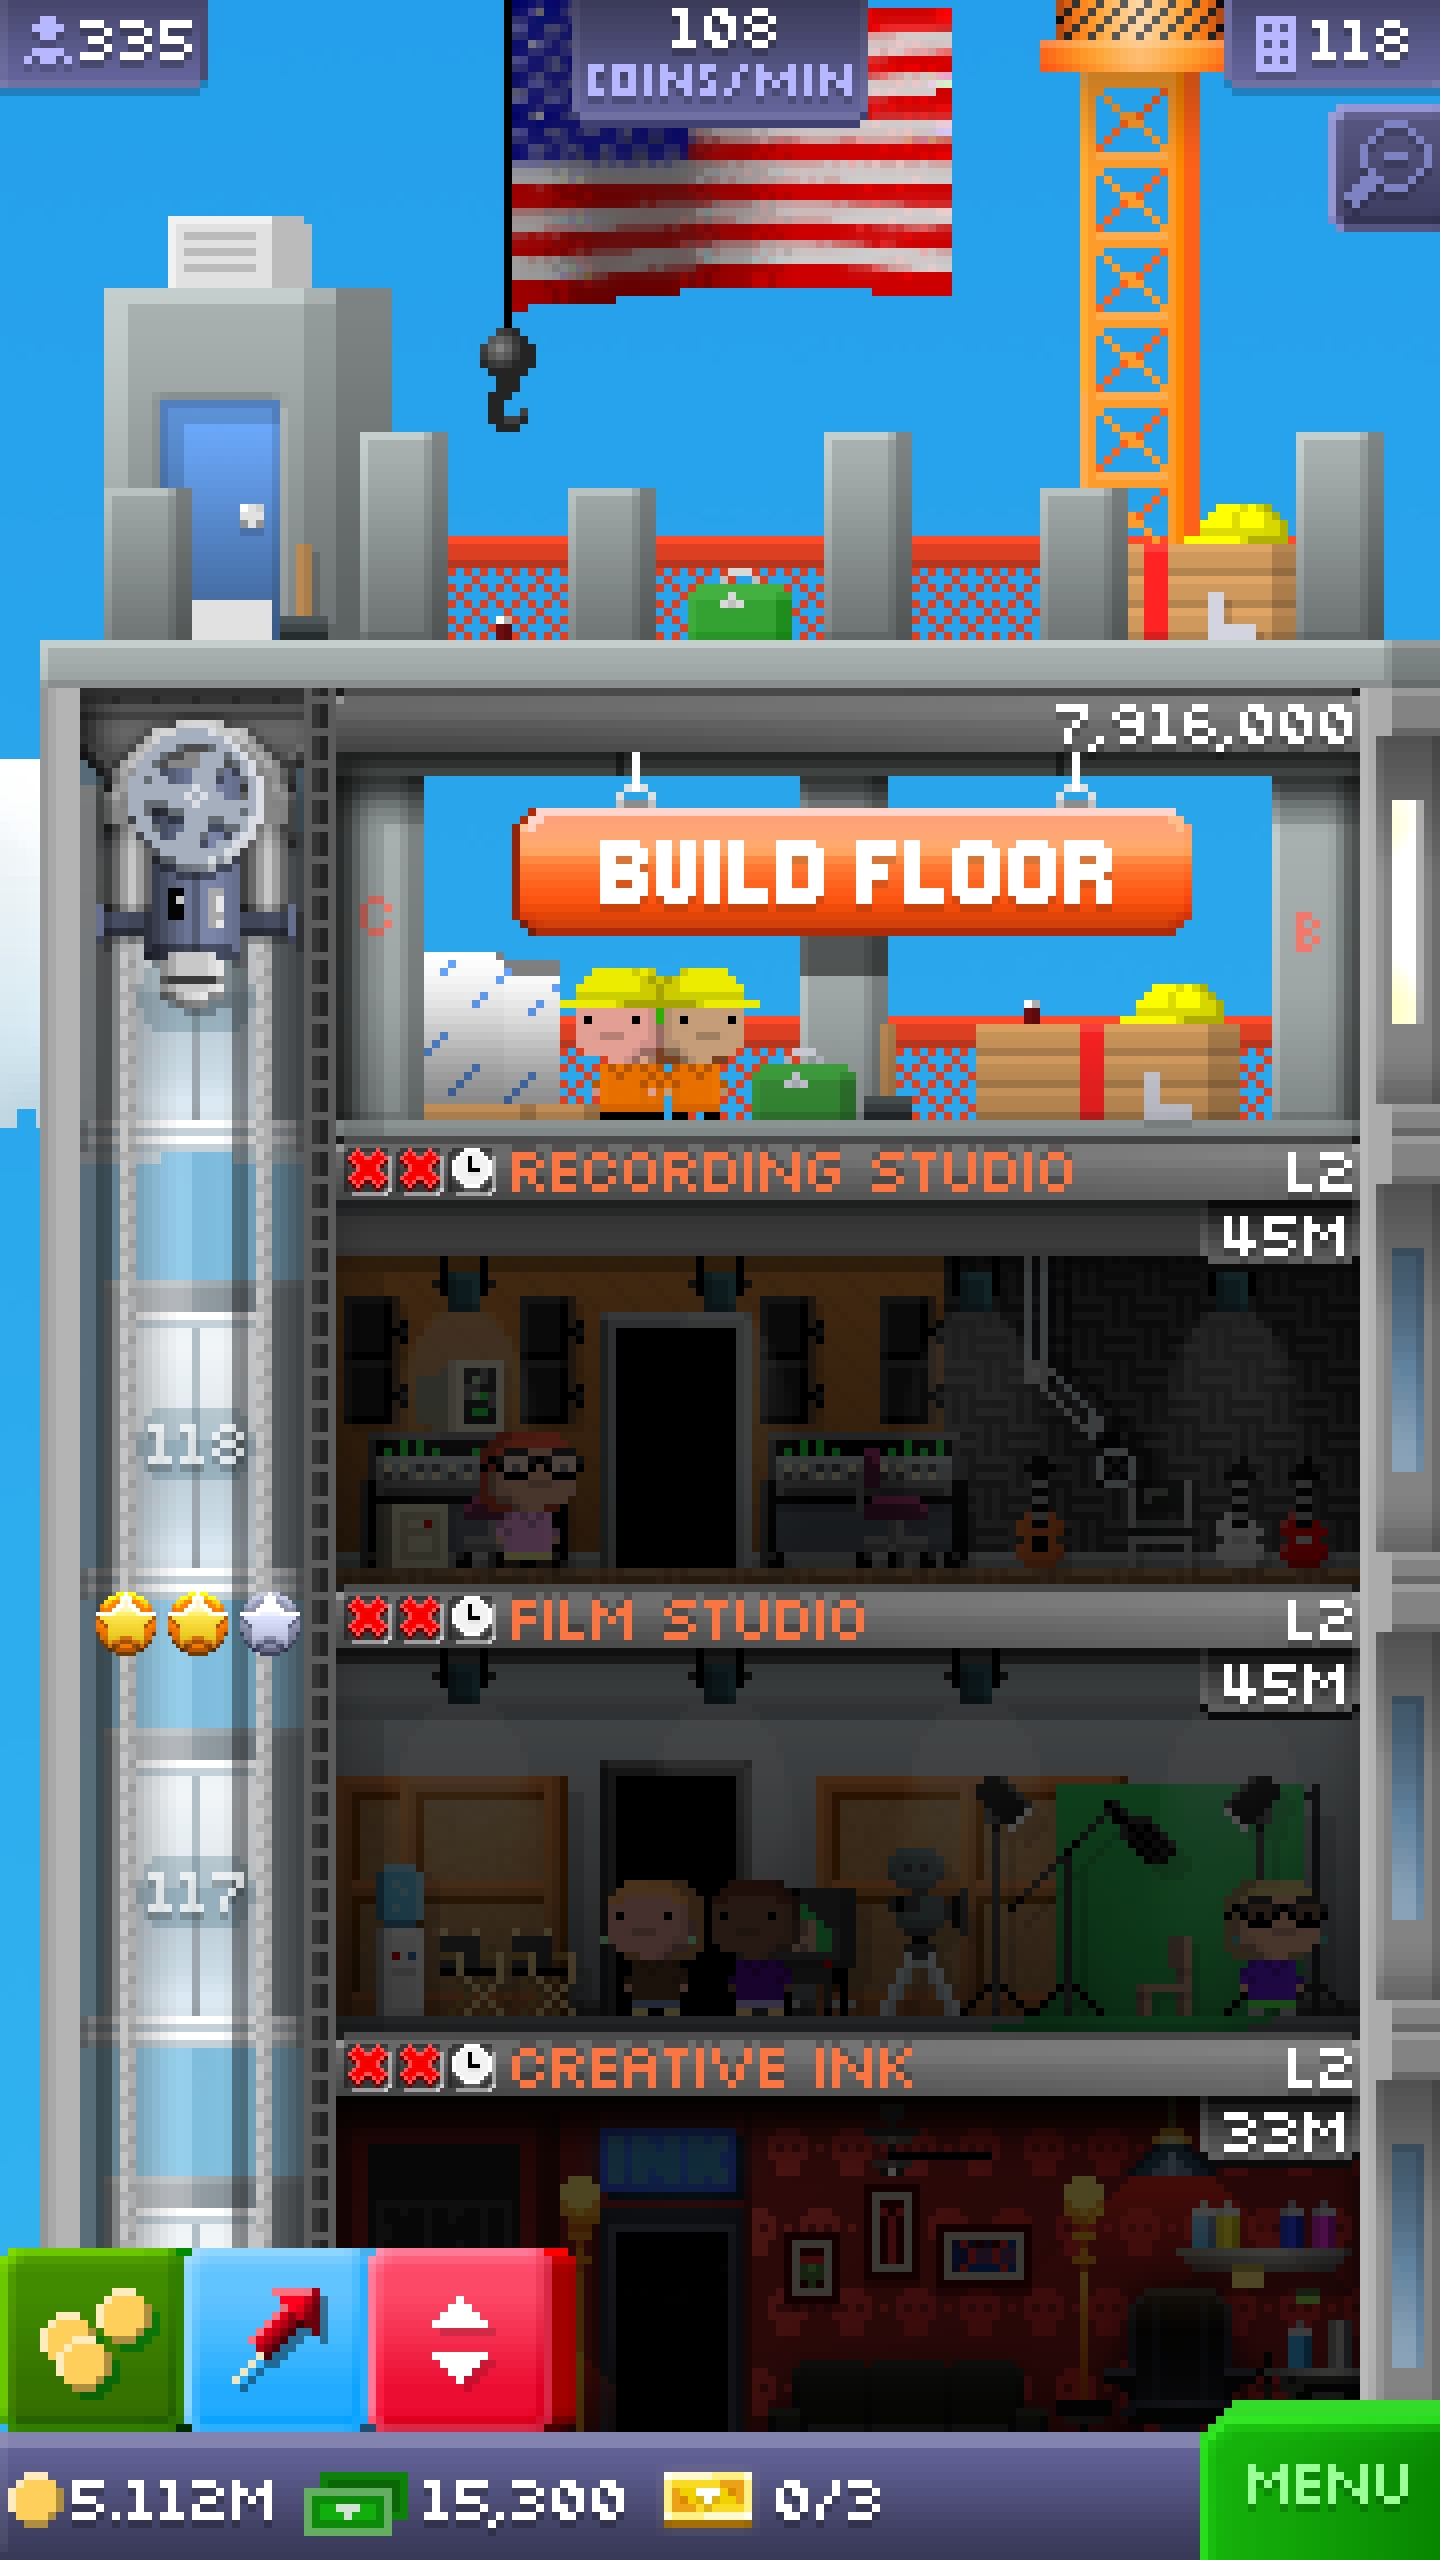 335
108
COINS/MIN
118
7,916,000
C
BUILD FLOOR
B
RECORDING STUDIO L2
45M
118
FILM STUDIO L2
45M
117
CREATIVE INK L2
33M
INK
5.112M 15,300 0/3 MENU